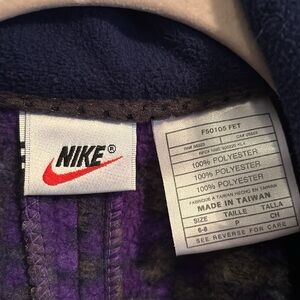 NIKE®
F50105 FET
100% POLYESTER
100% POLYESTER
100% POLYESTER
FABRIQUÉ À TAIWAN HECHO EN TAIWAN
MADE IN TAIWAN
SIZE TAILLE TALLA
6-8 P CH
SEE REVERSE FOR CARE